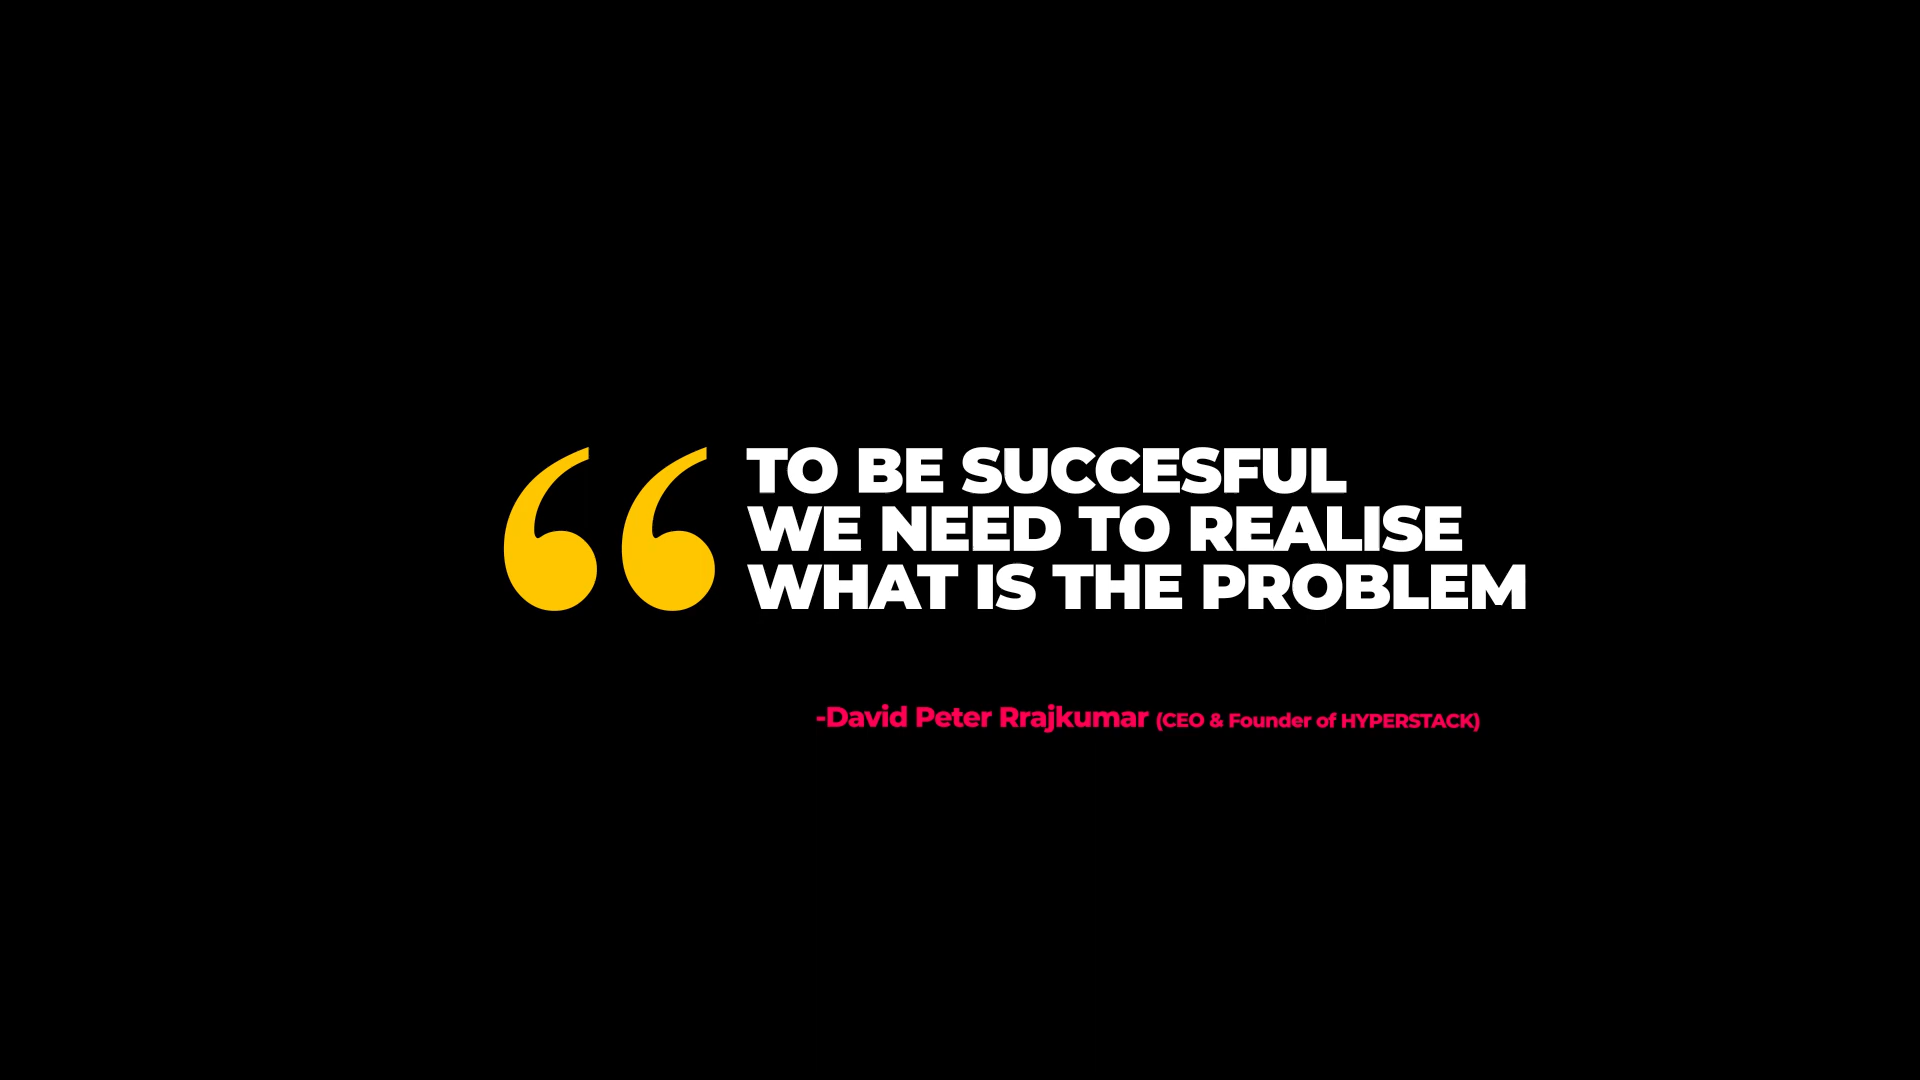 “ TO BE SUCCESFUL
WE NEED TO REALISE
WHAT IS THE PROBLEM
-David Peter Rrajkumar (CEO & Founder of HYPERSTACK)